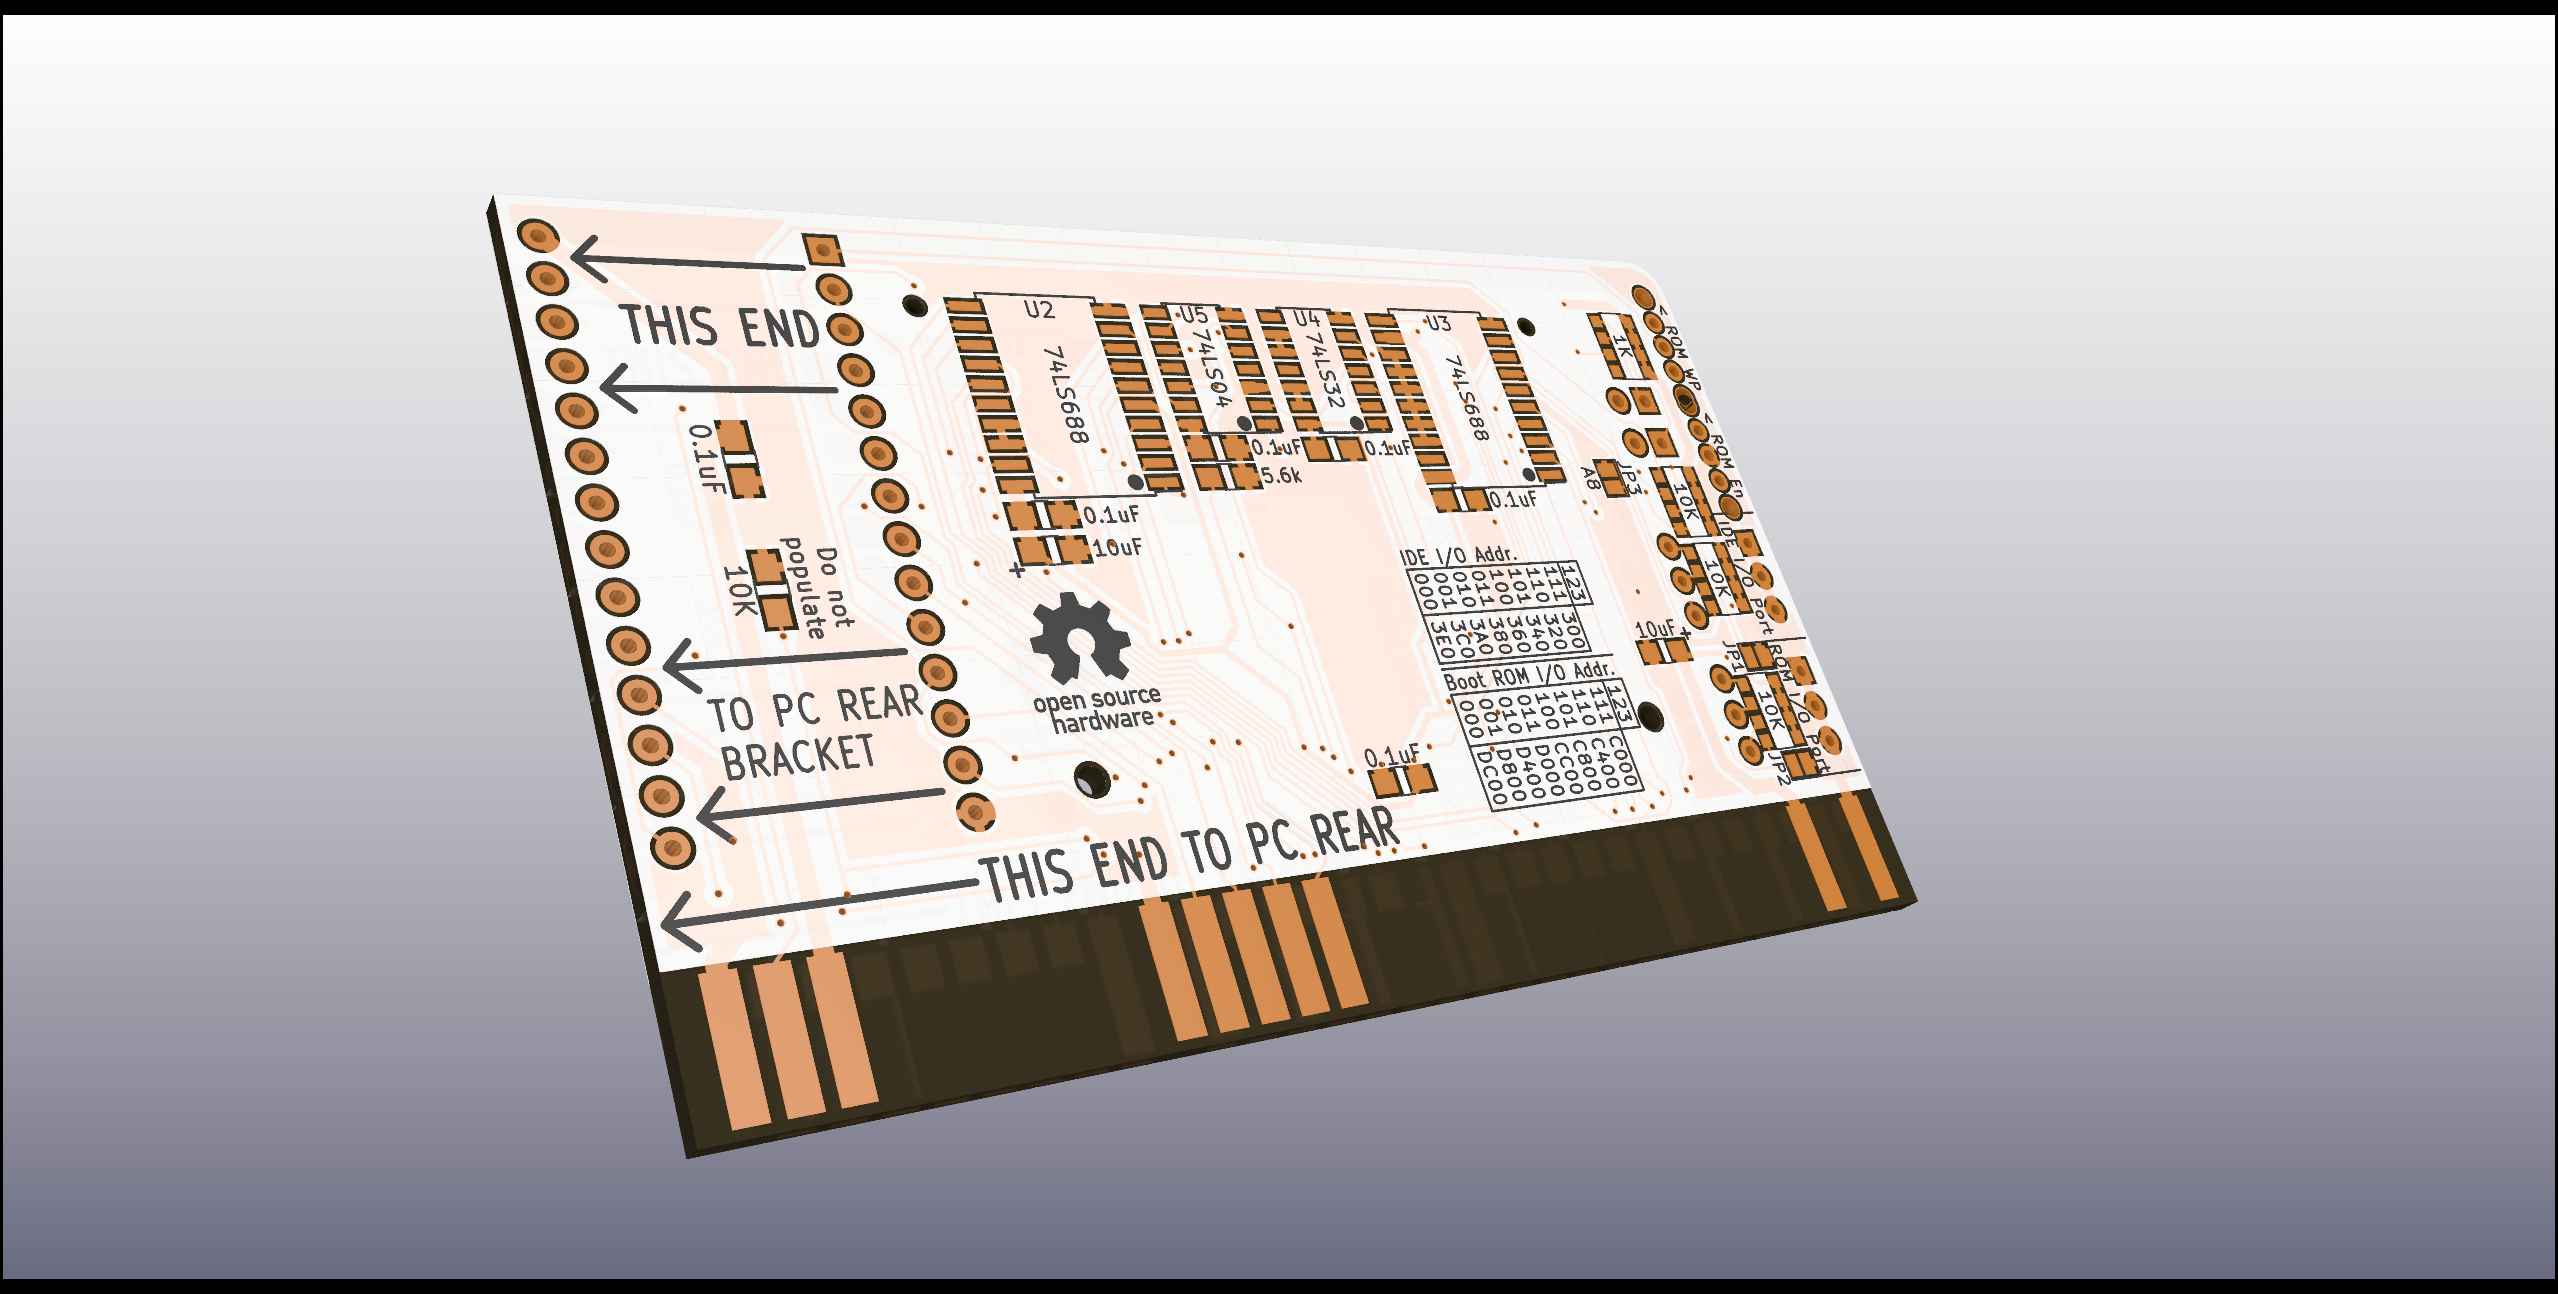 THIS END
0.1uF
10K
Do not
populate
TO PC REAR
BRACKET
THIS END TO PC REAR
U2
74LS688
0.1uF
10uF
+
U5
74LS04
0.1uF
5.6k
U4
74LS32
0.1uF
U3
74LS688
0.1uF
open source
hardware
0.1uF
IDE I/O Addr.
123
111 300
110 320
101 340
100 360
011 380
010 3A0
001 3C0
000 3E0
Boot ROM I/O Addr.
123
111 C000
110 C400
101 C800
100 CC00
011 D000
010 D400
001 D800
000 DC00
1K
< ROM WP
< ROM En
A8
JP3
10K
IDE I/O Port
10K
10uF
+
JP1
ROM I/O Port
10K
JP2